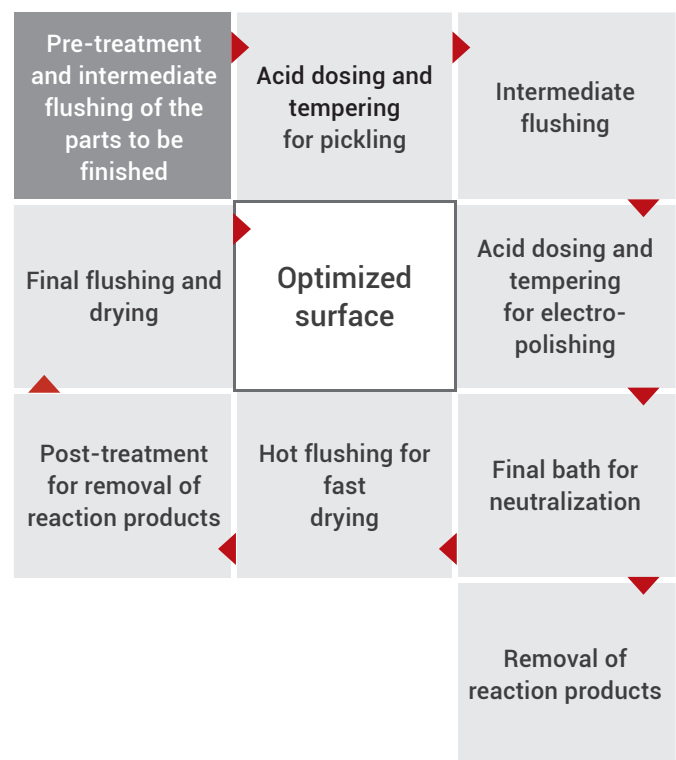 Pre-treatment
and intermediate
flushing of the
parts to be
finished
Acid dosing and
tempering
for pickling
Intermediate
flushing
Final flushing and
drying
Optimized
surface
Acid dosing and
tempering
for electro-
polishing
Post-treatment
for removal of
reaction products
Hot flushing for
fast
drying
Final bath for
neutralization
Removal of
reaction products